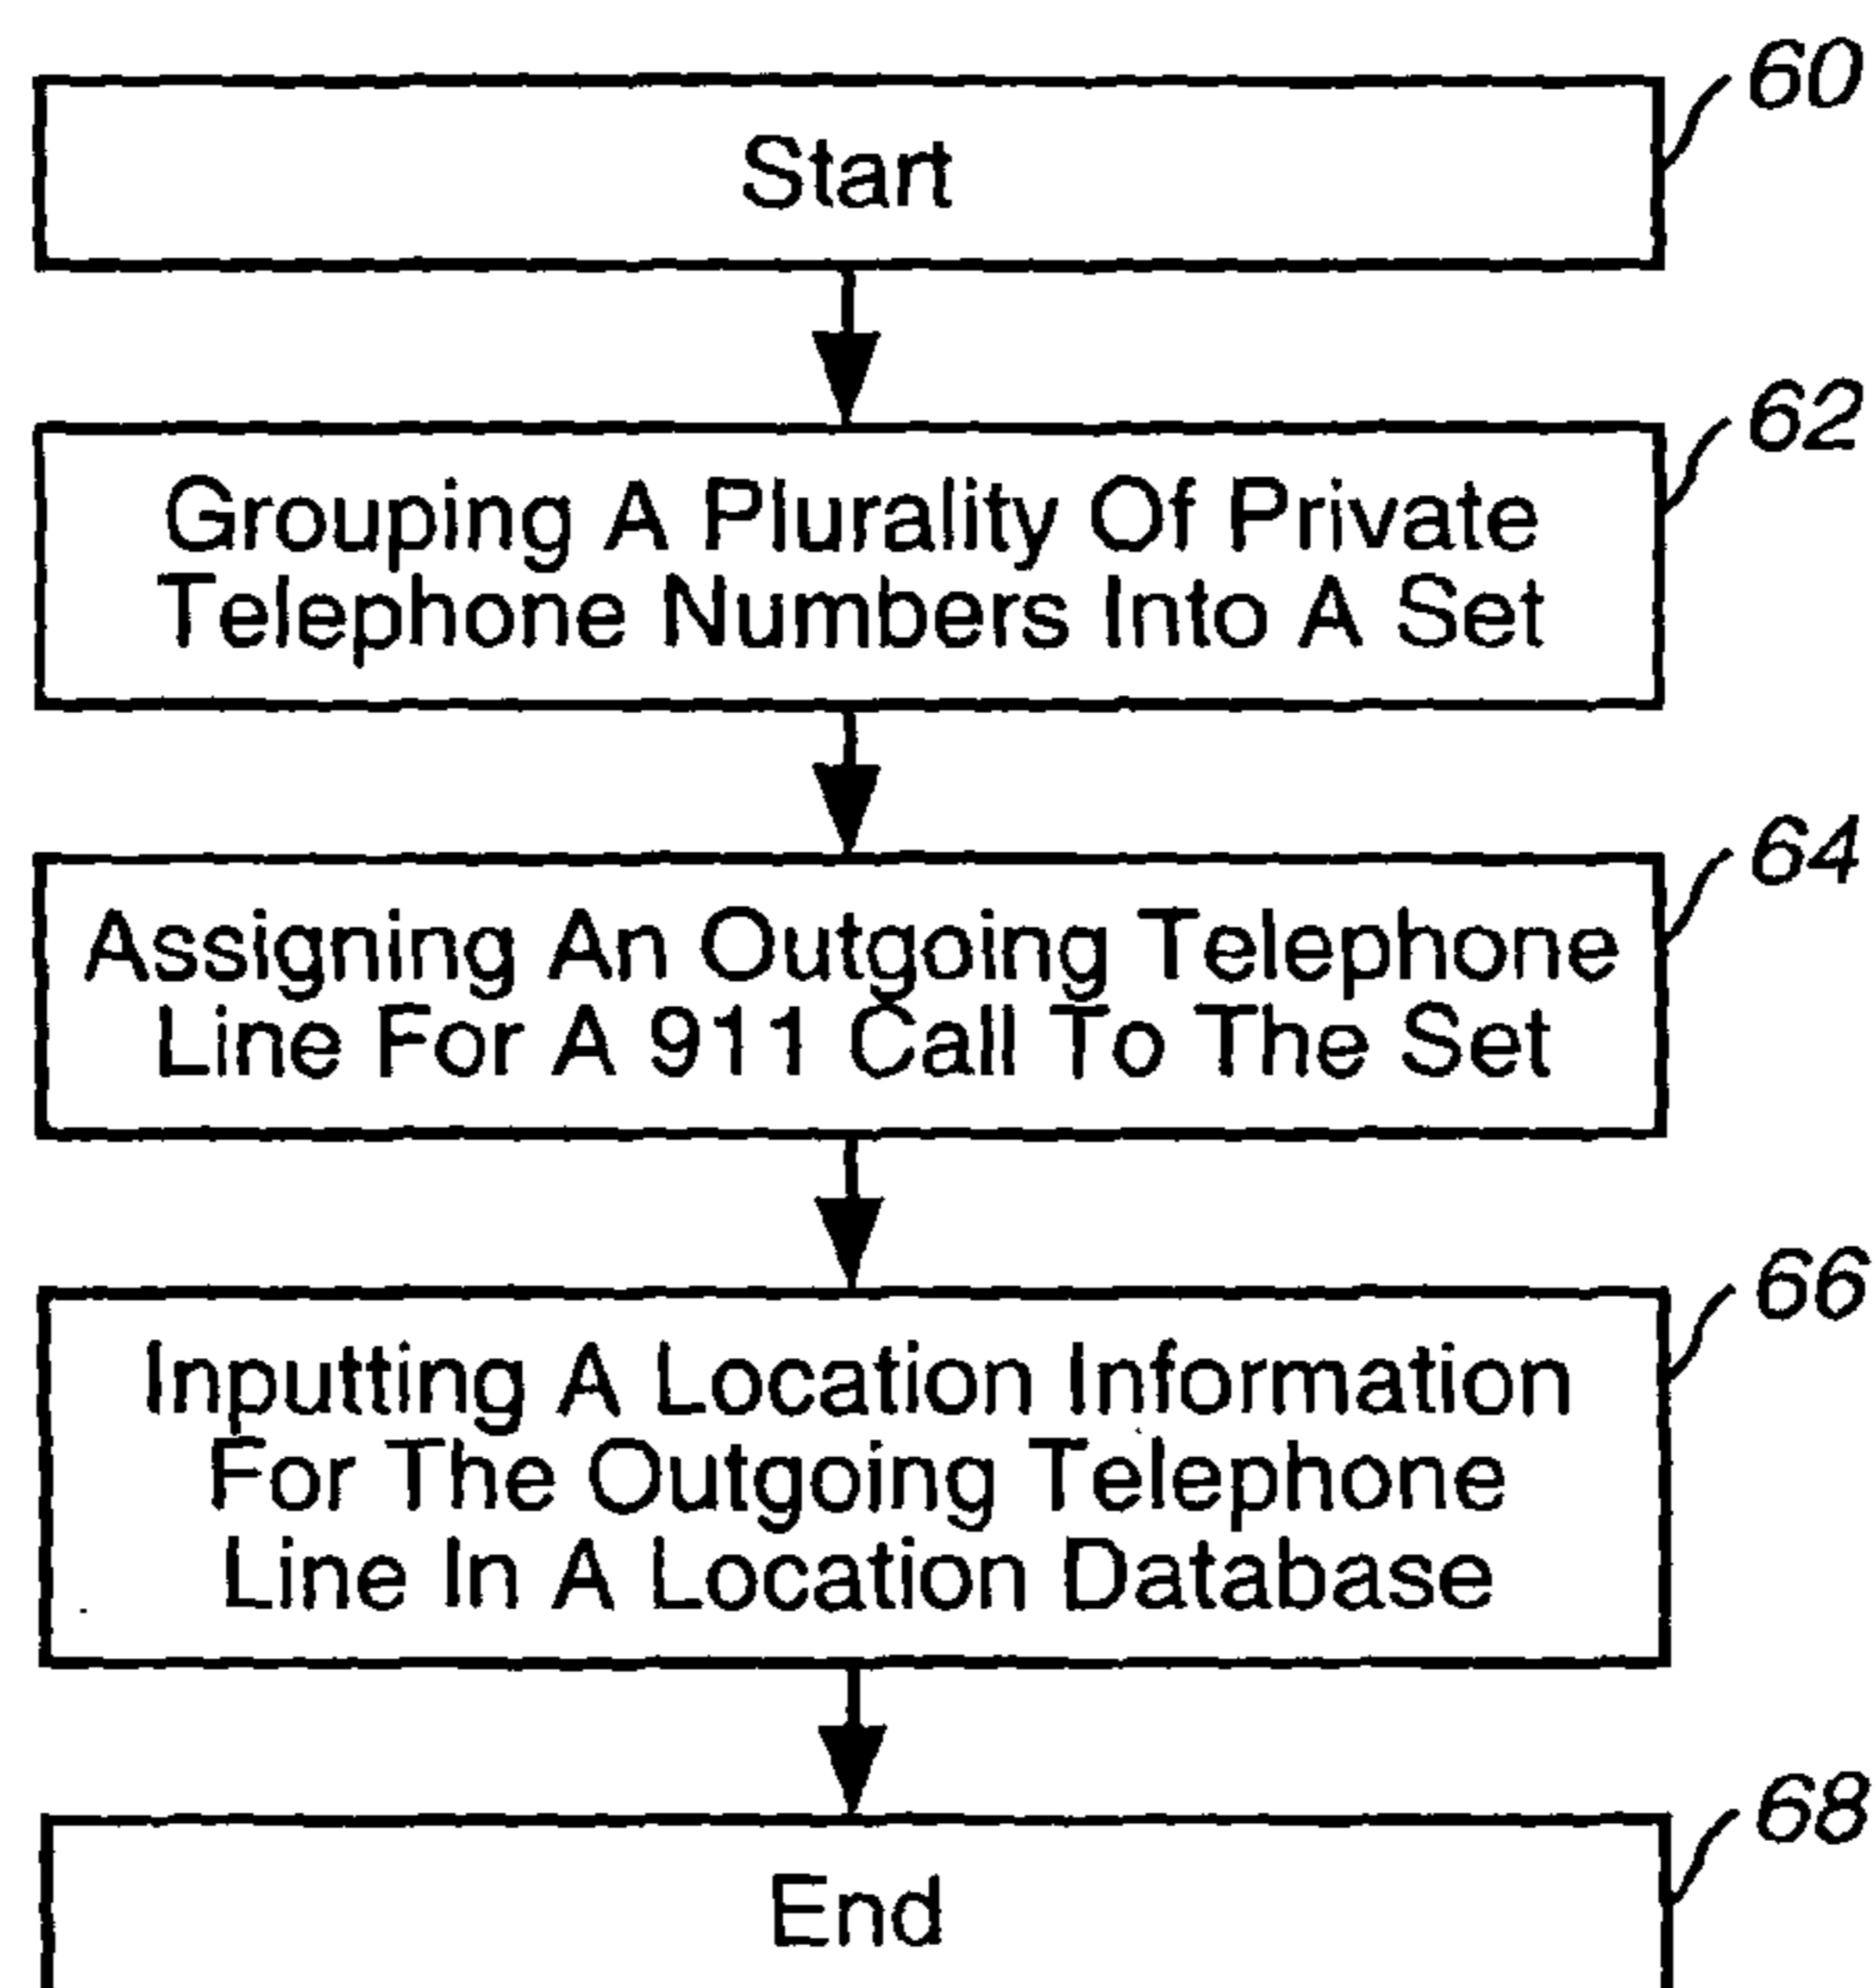 60
Start
62
Grouping A Plurality Of Private
Telephone Numbers Into A Set
64
Assigning An Outgoing Telephone
Line For A 911 Call To The Set
66
Inputting A Location Information
For The Outgoing Telephone
Line In A Location Database
68
End